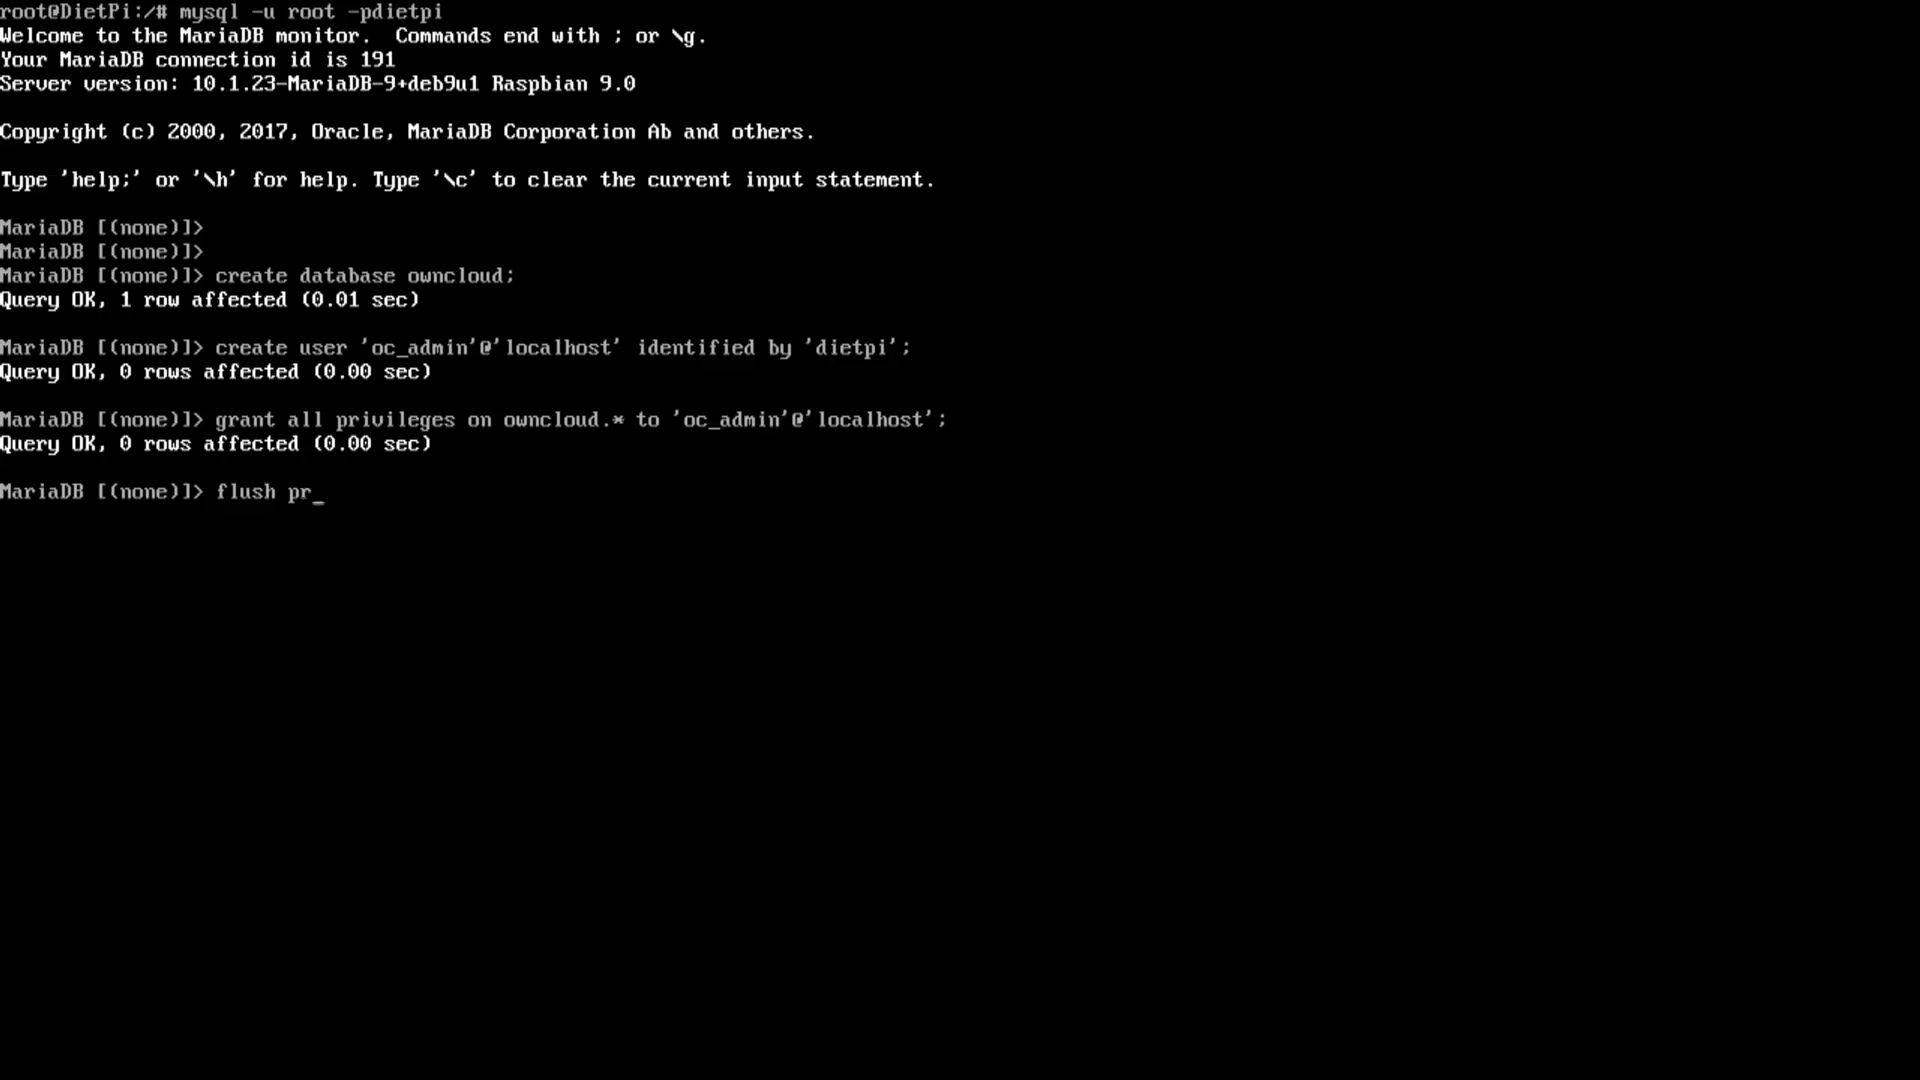 root@DietPi:/# mysql -u root -pdietpi
Welcome to the MariaDB monitor.  Commands end with ; or \g.
Your MariaDB connection id is 191
Server version: 10.1.23-MariaDB-9+deb9u1 Raspbian 9.0
Copyright (c) 2000, 2017, Oracle, MariaDB Corporation Ab and others.
Type 'help;' or '\h' for help. Type '\c' to clear the current input statement.
MariaDB [(none)]>
MariaDB [(none)]>
MariaDB [(none)]> create database owncloud;
Query OK, 1 row affected (0.01 sec)
MariaDB [(none)]> create user 'oc_admin'@'localhost' identified by 'dietpi';
Query OK, 0 rows affected (0.00 sec)
MariaDB [(none)]> grant all privileges on owncloud.* to 'oc_admin'@'localhost';
Query OK, 0 rows affected (0.00 sec)
MariaDB [(none)]> flush pr_